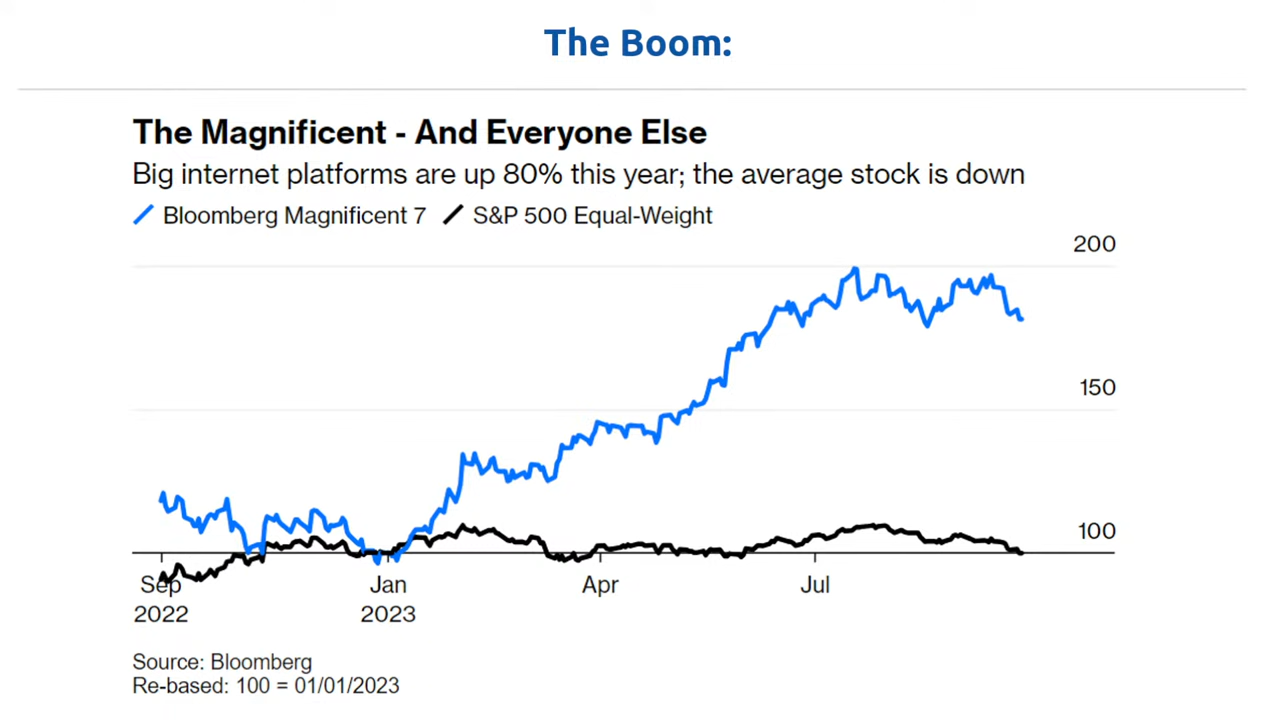 The Boom:
The Magnificent - And Everyone Else
Big internet platforms are up 80% this year; the average stock is down
Bloomberg Magnificent 7 S&P 500 Equal-Weight
200
150
100
Sep Jan Apr Jul
2022 2023
Source: Bloomberg
Re-based: 100 = 01/01/2023